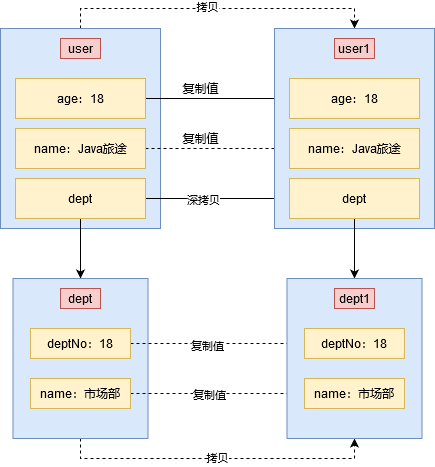 拷贝
user
user1
age：18
复制值
age：18
name：Java旅途
复制值
name：Java旅途
dept
深拷贝
dept
dept
dept1
deptNo：18
复制值
deptNo：18
name：市场部
复制值
name：市场部
拷贝